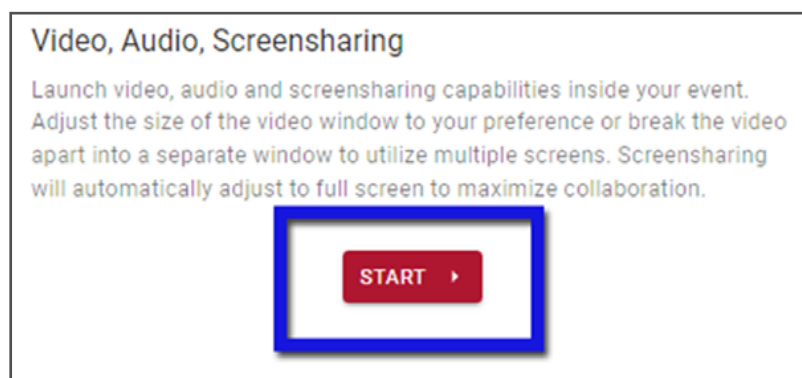 Video, Audio, Screensharing
Launch video, audio and screensharing capabilities inside your event.
Adjust the size of the video window to your preference or break the video
apart into a separate window to utilize multiple screens. Screensharing
will automatically adjust to full screen to maximize collaboration.
START